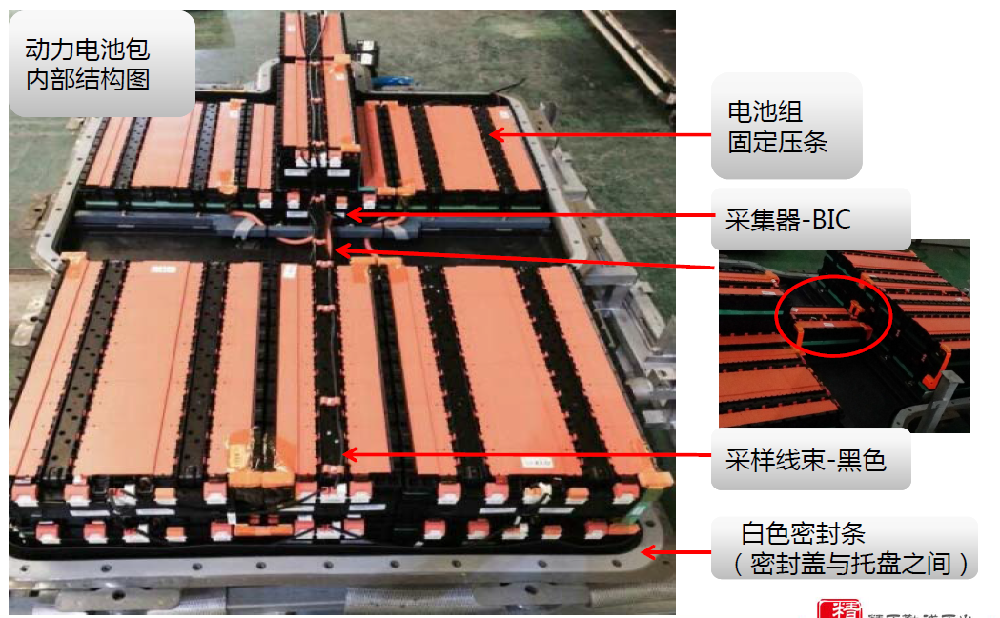 动力电池包
内部结构图
电池组
固定压条
采集器-BIC
采样线束-黑色
白色密封条
（密封盖与托盘之间）
精